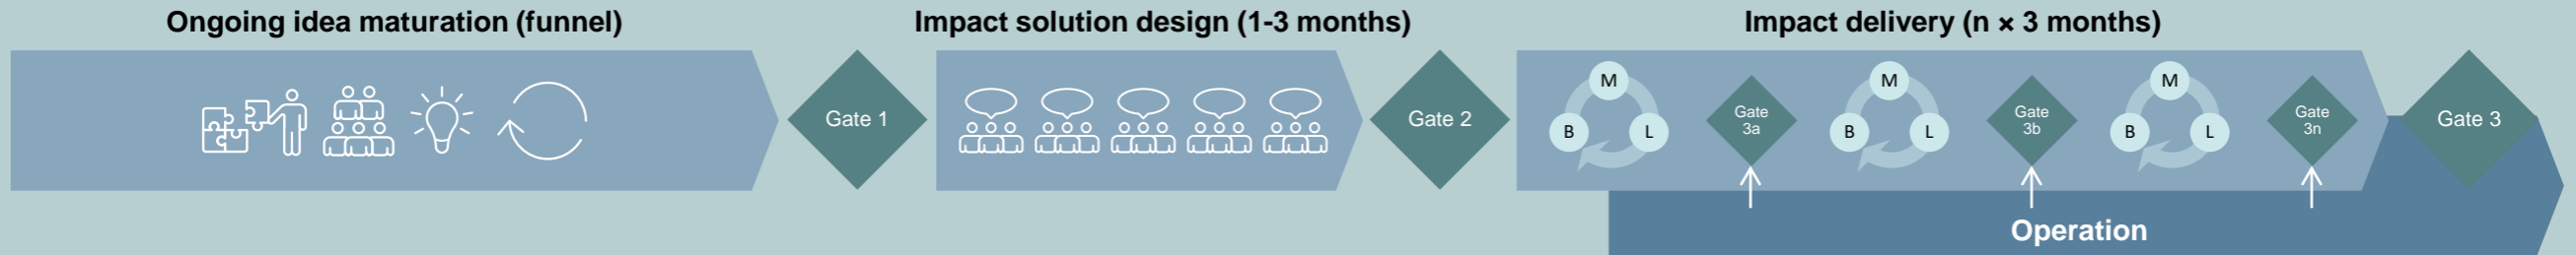 Ongoing idea maturation (funnel)
Impact solution design (1-3 months)
Impact delivery (n × 3 months)
Gate 1
Gate 2
M
B
L
Gate
3a
M
B
L
Gate
3b
M
B
L
Gate
3n
Gate 3
Operation